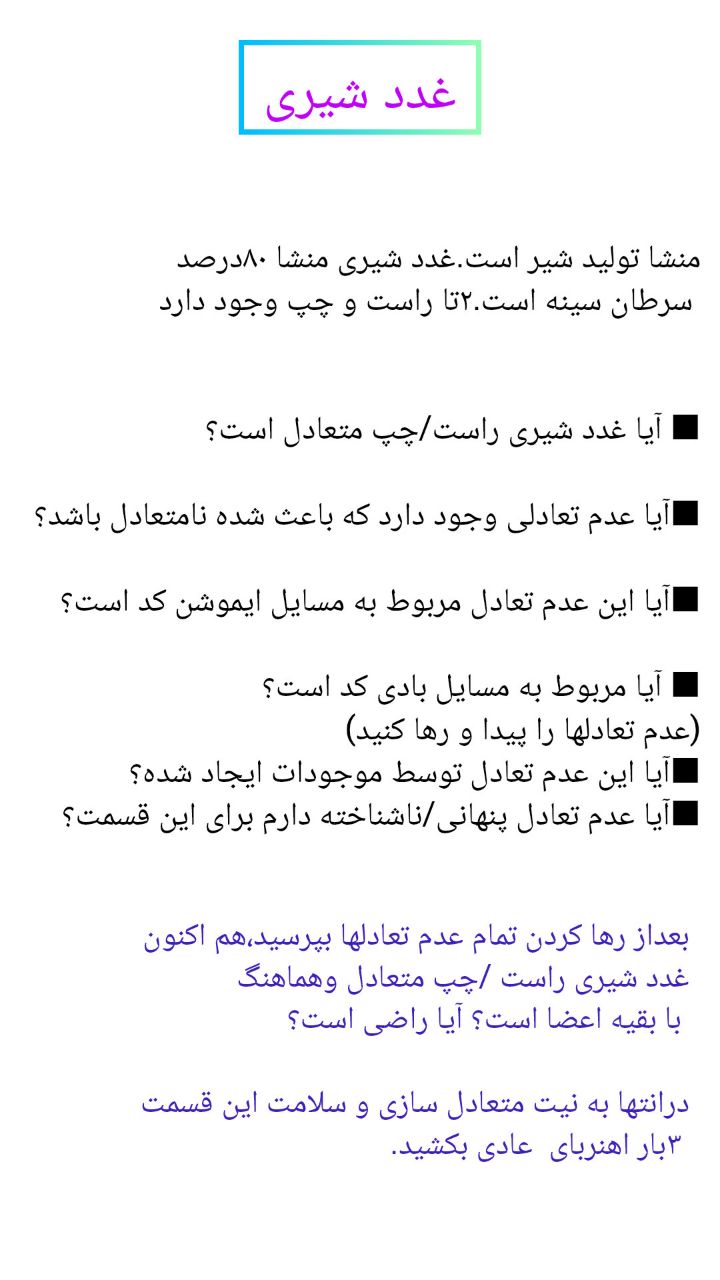 غدد شیری
منشا تولید شیر است.غدد شیری منشا ۸۰درصد
سرطان سینه است.۲تا راست و چپ وجود دارد
■ آیا غدد شیری راست/چپ متعادل است؟
■آیا عدم تعادلی وجود دارد که باعث شده نامتعادل باشد؟
■آیا این عدم تعادل مربوط به مسایل ایموشن کد است؟
■ آیا مربوط به مسایل بادی کد است؟
(عدم تعادلها را پیدا و رها کنید)
■آیا این عدم تعادل توسط موجودات ایجاد شده؟
■آیا عدم تعادل پنهانی/ناشناخته دارم برای این قسمت؟
بعداز رها کردن تمام عدم تعادلها بپرسید،هم اکنون
غدد شیری راست /چپ متعادل وهماهنگ
با بقیه اعضا است؟ آیا راضی است؟
درانتها به نیت متعادل سازی و سلامت این قسمت
۳بار اهنربای  عادی بکشید.